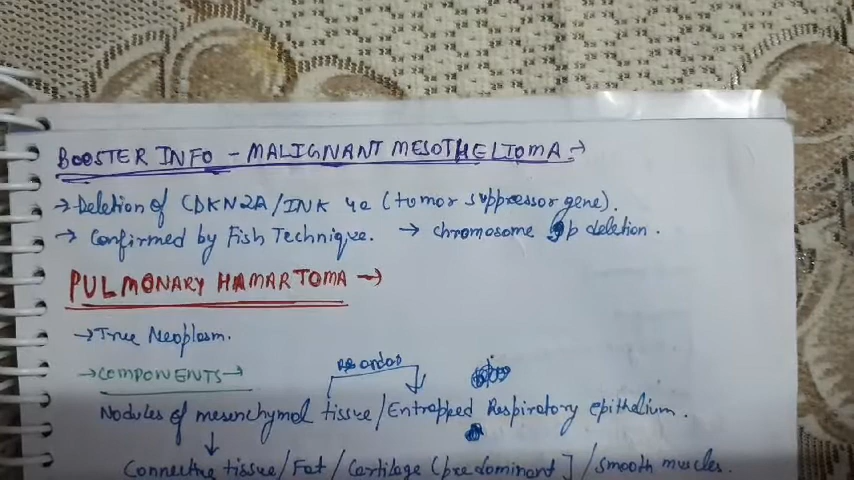 BOOSTER INFO - MALIGNANT MESOTHELIOMA →
→ Deletion of CDKN2A/INK 4a (tumor suppressor gene).
→ Confirmed by Fish Technique. → chromosome 9p deletion.
PULMONARY HAMARTOMA →
→ True Neoplasm.
→ COMPONENTS →
Nodules of mesenchymal tissue/Entrapped Respiratory epithelium.
Connective tissue/Fat/Cartilage (predominant]/smooth muscles.